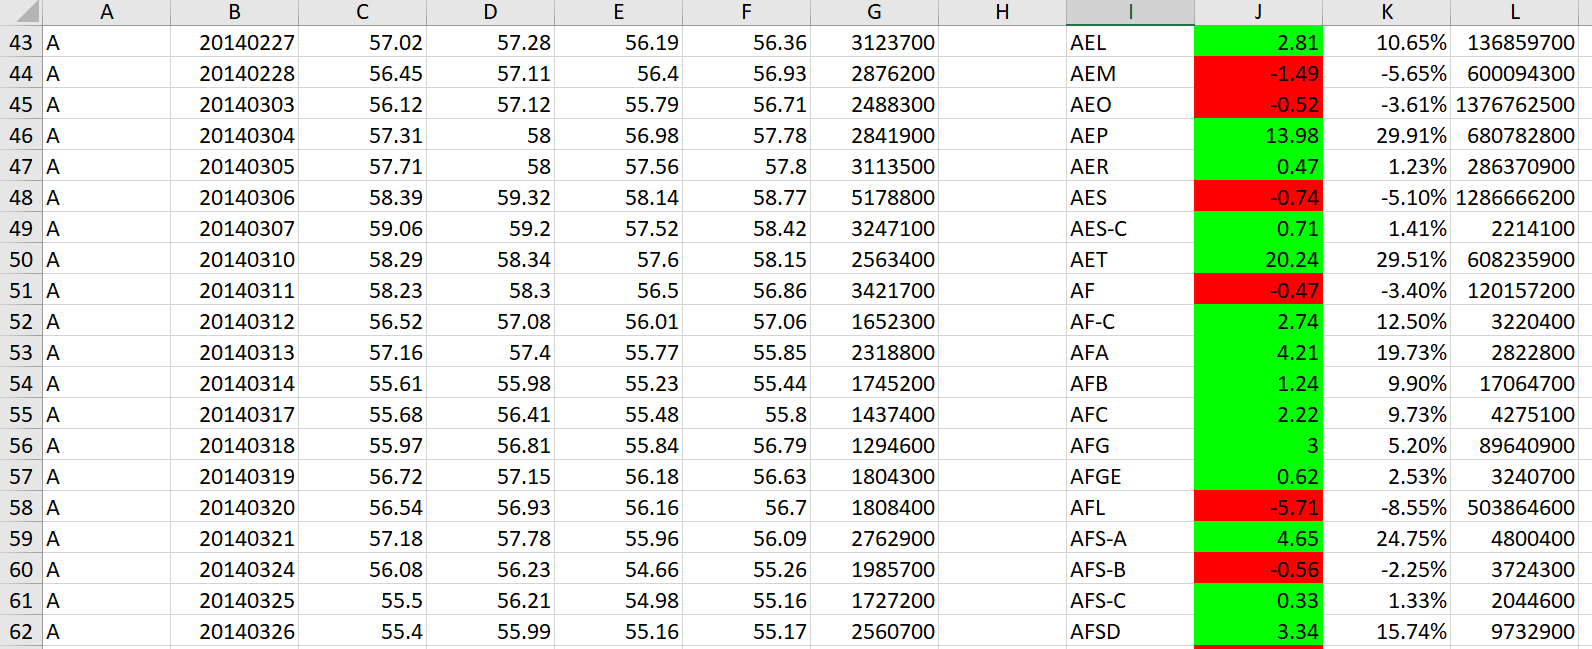 A B C D E F G H I J K L
43 A 20140227 57.02 57.28 56.19 56.36 3123700 AEL 2.81 10.65% 136859700
44 A 20140228 56.45 57.11 56.4 56.93 2876200 AEM -1.49 -5.65% 600094300
45 A 20140303 56.12 57.12 55.79 56.71 2488300 AEO -0.52 -3.61% 1376762500
46 A 20140304 57.31 58 56.98 57.78 2841900 AEP 13.98 29.91% 680782800
47 A 20140305 57.71 58 57.56 57.8 3113500 AER 0.47 1.23% 286370900
48 A 20140306 58.39 59.32 58.14 58.77 5178800 AES -0.74 -5.10% 1286666200
49 A 20140307 59.06 59.2 57.52 58.42 3247100 AES-C 0.71 1.41% 2214100
50 A 20140310 58.29 58.34 57.6 58.15 2563400 AET 20.24 29.51% 608235900
51 A 20140311 58.23 58.3 56.5 56.86 3421700 AF -0.47 -3.40% 120157200
52 A 20140312 56.52 57.08 56.01 57.06 1652300 AF-C 2.74 12.50% 3220400
53 A 20140313 57.16 57.4 55.77 55.85 2318800 AFA 4.21 19.73% 2822800
54 A 20140314 55.61 55.98 55.23 55.44 1745200 AFB 1.24 9.90% 17064700
55 A 20140317 55.68 56.41 55.48 55.8 1437400 AFC 2.22 9.73% 4275100
56 A 20140318 55.97 56.81 55.84 56.79 1294600 AFG 3 5.20% 89640900
57 A 20140319 56.72 57.15 56.18 56.63 1804300 AFGE 0.62 2.53% 3240700
58 A 20140320 56.54 56.93 56.16 56.7 1808400 AFL -5.71 -8.55% 503864600
59 A 20140321 57.18 57.78 55.96 56.09 2762900 AFS-A 4.65 24.75% 4800400
60 A 20140324 56.08 56.23 54.66 55.26 1985700 AFS-B -0.56 -2.25% 3724300
61 A 20140325 55.5 56.21 54.98 55.16 1727200 AFS-C 0.33 1.33% 2044600
62 A 20140326 55.4 55.99 55.16 55.17 2560700 AFSD 3.34 15.74% 9732900